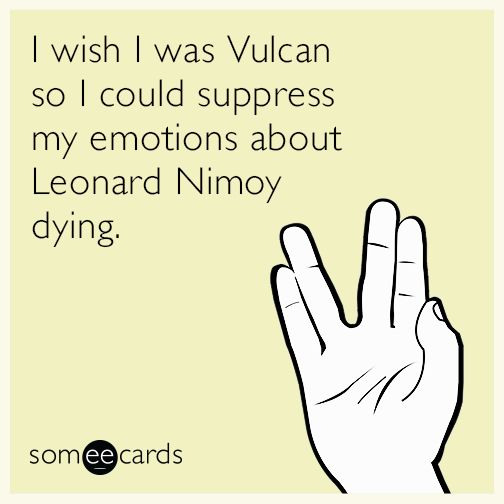 I wish I was Vulcan
so I could suppress
my emotions about
Leonard Nimoy
dying.
someecards